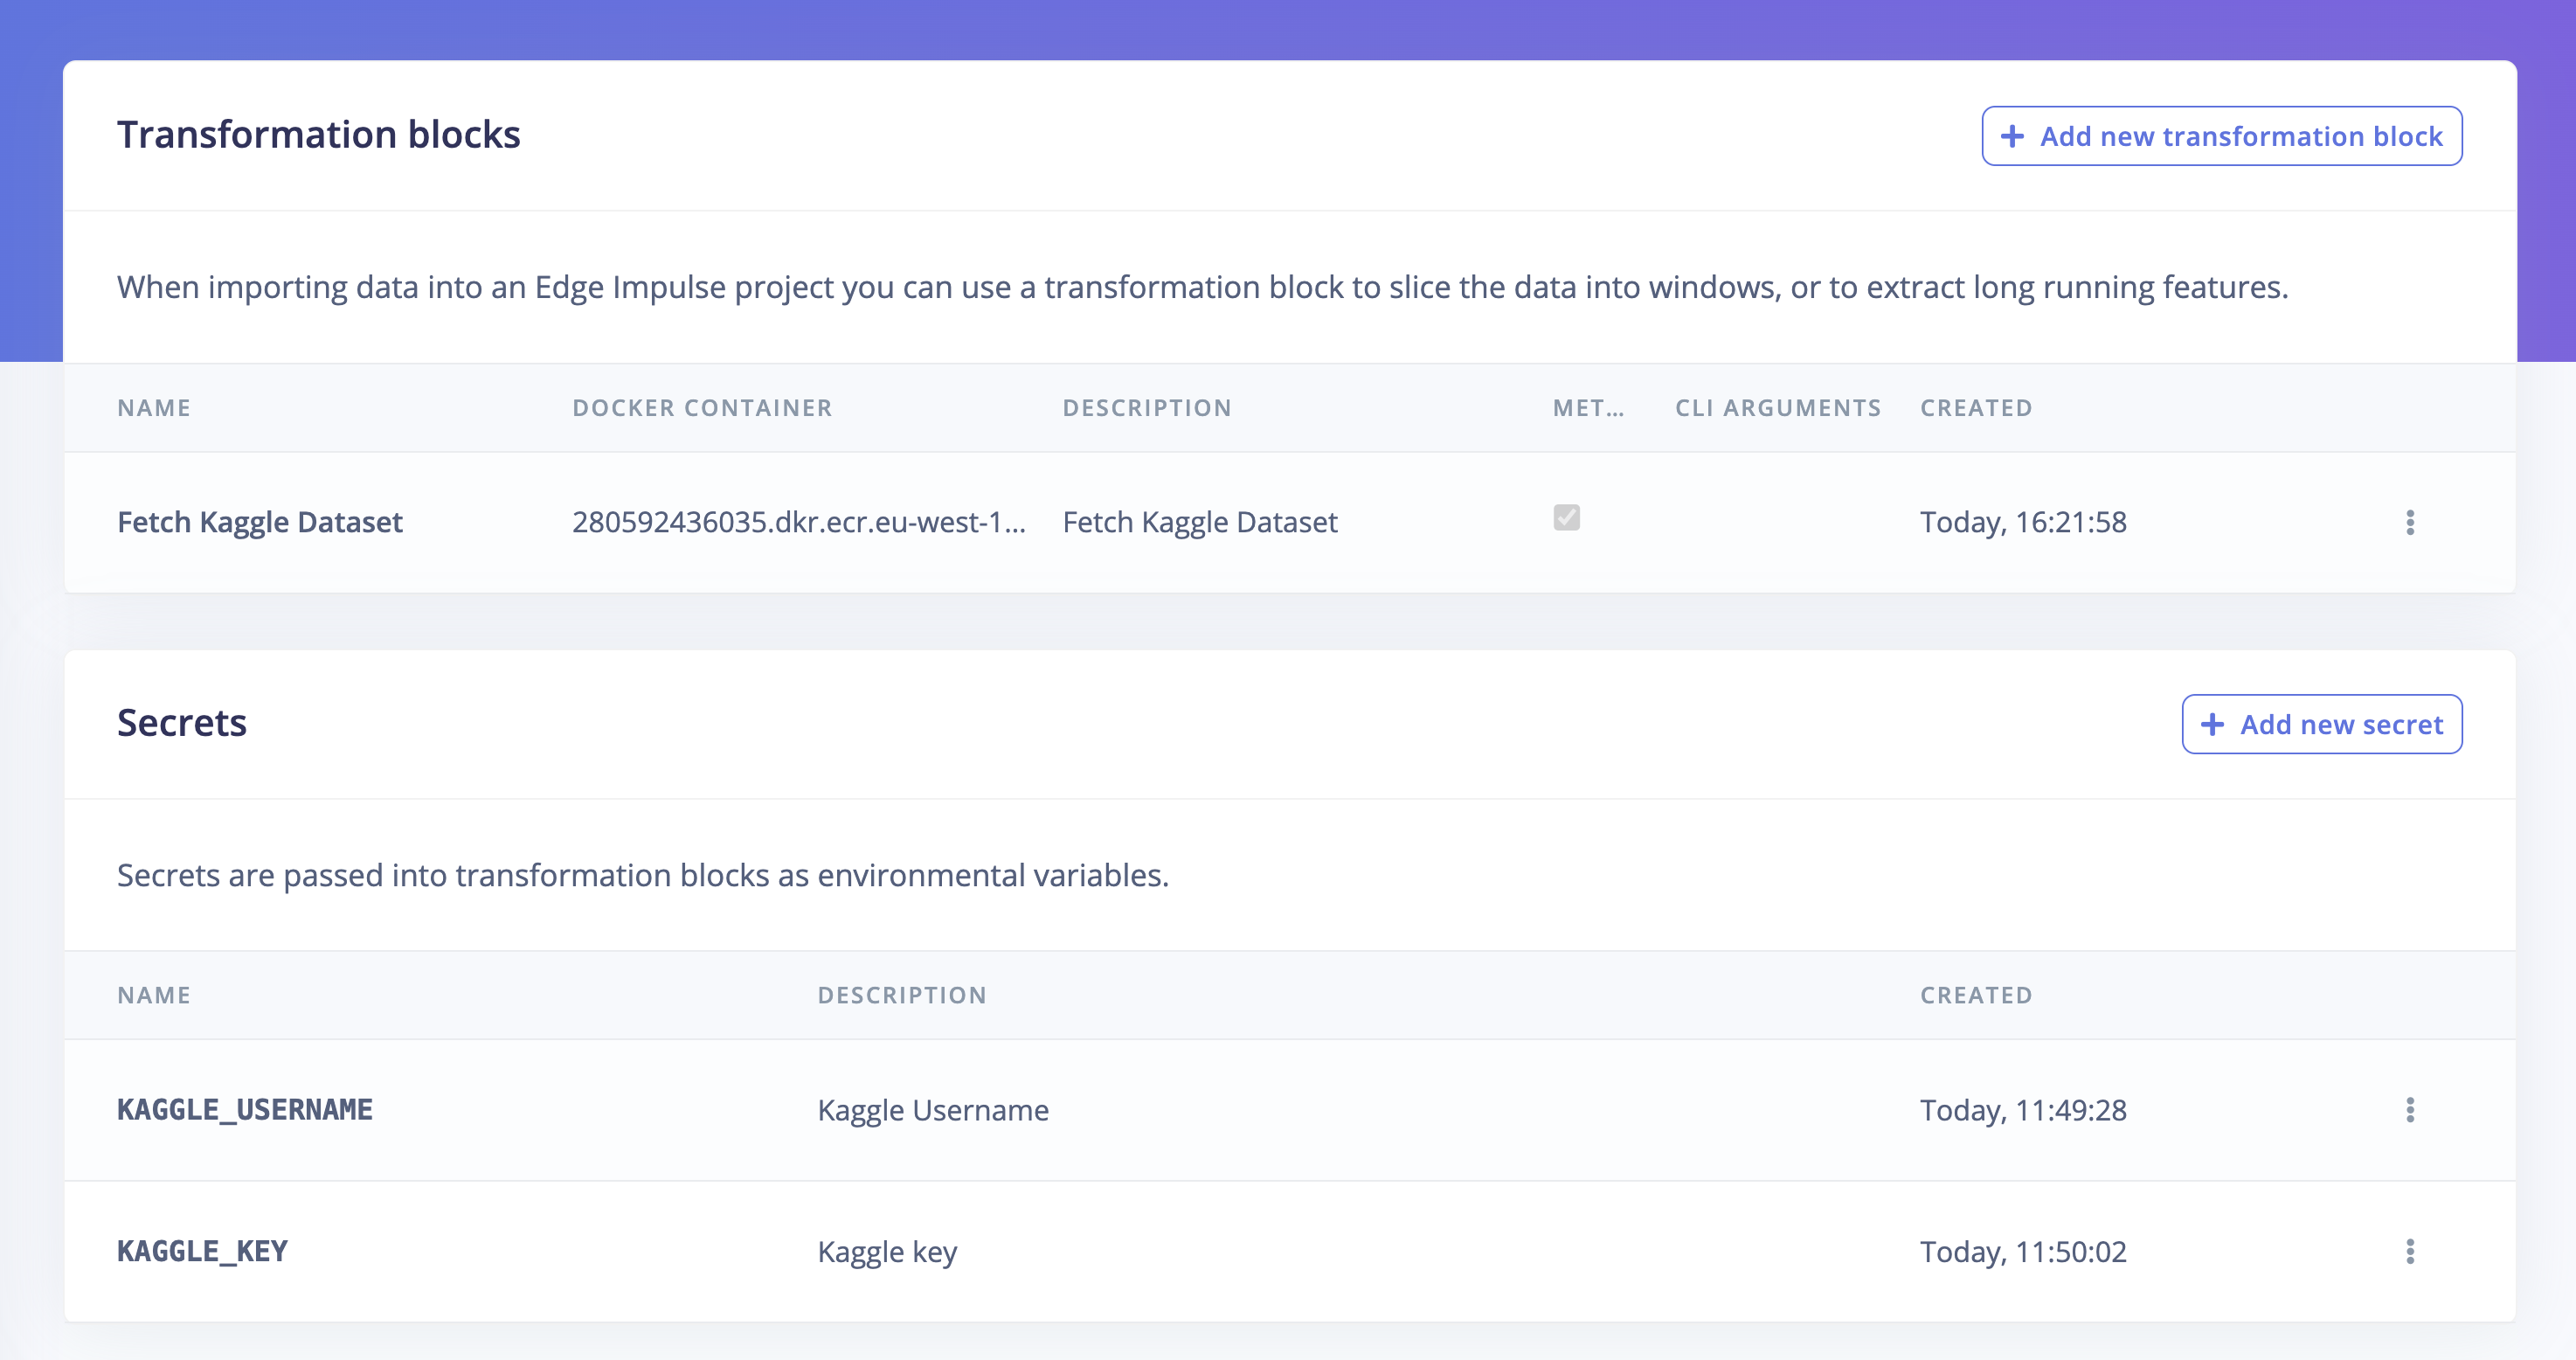 Transformation blocks
+ Add new transformation block
When importing data into an Edge Impulse project you can use a transformation block to slice the data into windows, or to extract long running features.
NAME DOCKER CONTAINER DESCRIPTION MET... CLI ARGUMENTS CREATED
Fetch Kaggle Dataset 280592436035.dkr.ecr.eu-west-1... Fetch Kaggle Dataset Today, 16:21:58
Secrets
+ Add new secret
Secrets are passed into transformation blocks as environmental variables.
NAME DESCRIPTION CREATED
KAGGLE_USERNAME Kaggle Username Today, 11:49:28
KAGGLE_KEY Kaggle key Today, 11:50:02